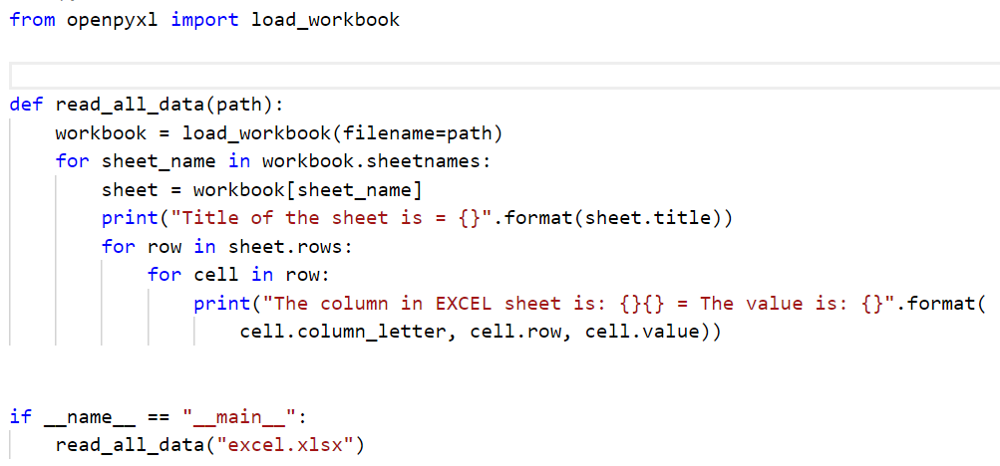 from openpyxl import load_workbook
def read_all_data(path):
    workbook = load_workbook(filename=path)
    for sheet_name in workbook.sheetnames:
        sheet = workbook[sheet_name]
        print("Title of the sheet is = {}".format(sheet.title))
        for row in sheet.rows:
            for cell in row:
                print("The column in EXCEL sheet is: {}{} = The value is: {}".format(
                    cell.column_letter, cell.row, cell.value))
if __name__ == "__main__":
    read_all_data("excel.xlsx")